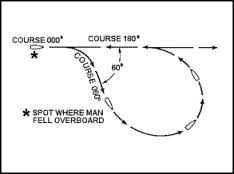 COURSE 000°
COURSE 180°
COURSE 060°
60°
* SPOT WHERE MAN
FELL OVERBOARD